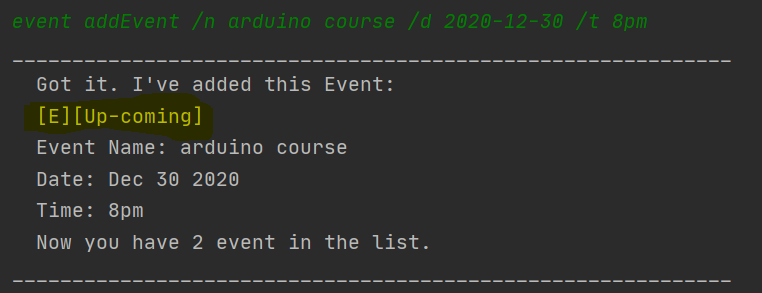 event addEvent /n arduino course /d 2020-12-30 /t 8pm
____________________________________________________________
Got it. I've added this Event:
[E][Up-coming]
Event Name: arduino course
Date: Dec 30 2020
Time: 8pm
Now you have 2 event in the list.
____________________________________________________________